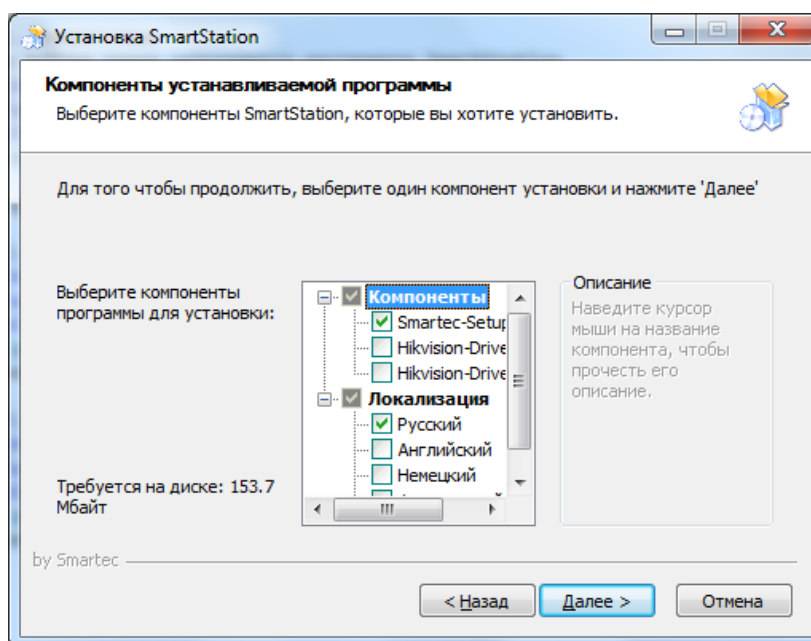 Установка SmartStation
Компоненты устанавливаемой программы
Выберите компоненты SmartStation, которые вы хотите установить.
Для того чтобы продолжить, выберите один компонент установки и нажмите 'Далее'
Выберите компоненты
программы для установки:
Компоненты
Smartec-Setup
Hikvision-Drive
Hikvision-Drive
Локализация
Русский
Английский
Немецкий
Требуется на диске: 153.7
Мбайт
Описание
Наведите курсор
мыши на название
компонента, чтобы
прочесть его
описание.
by Smartec
< Назад
Далее >
Отмена